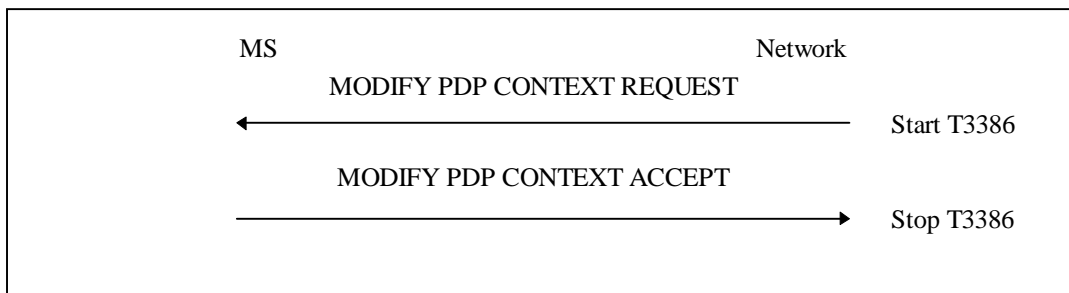 MS Network
MODIFY PDP CONTEXT REQUEST
Start T3386
MODIFY PDP CONTEXT ACCEPT
Stop T3386